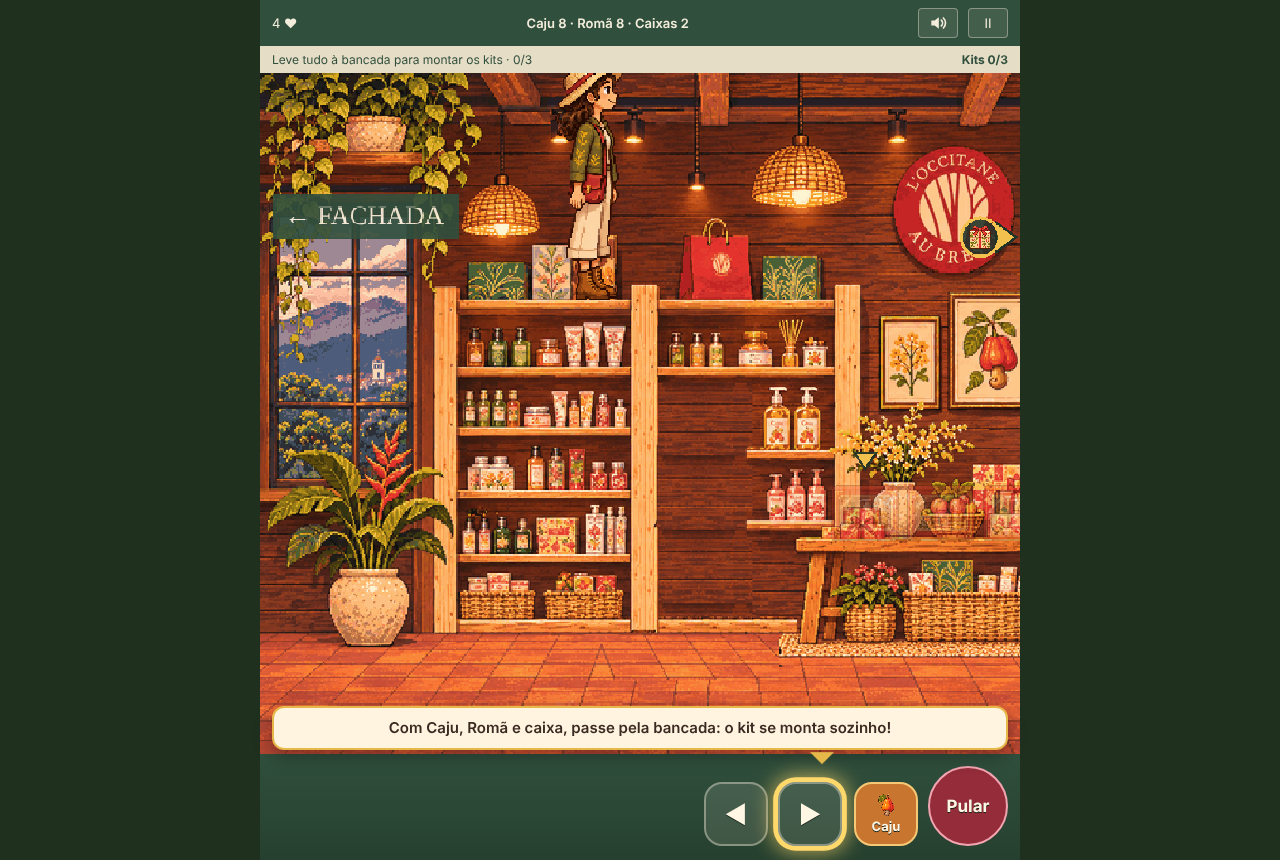 4
Caju 8 · Romã 8 · Caixas 2
Leve tudo à bancada para montar os kits · 0/3
Kits 0/3
← FACHADA
L'OCCITANE
AU BRE
Com Caju, Romã e caixa, passe pela bancada: o kit se monta sozinho!
Caju
Pular